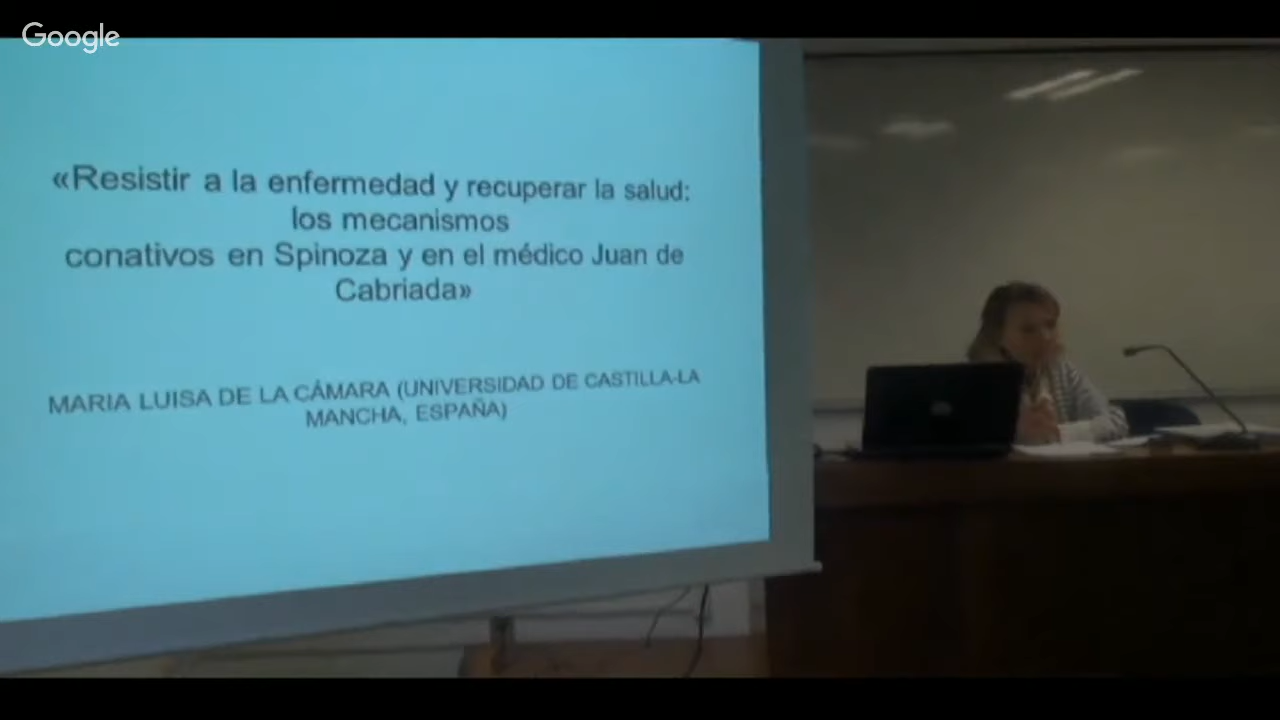 Google
«Resistir a la enfermedad y recuperar la salud:
los mecanismos
conativos en Spinoza y en el médico Juan de
Cabriada»
MARIA LUISA DE LA CÁMARA (UNIVERSIDAD DE CASTILLA-LA
MANCHA, ESPAÑA)